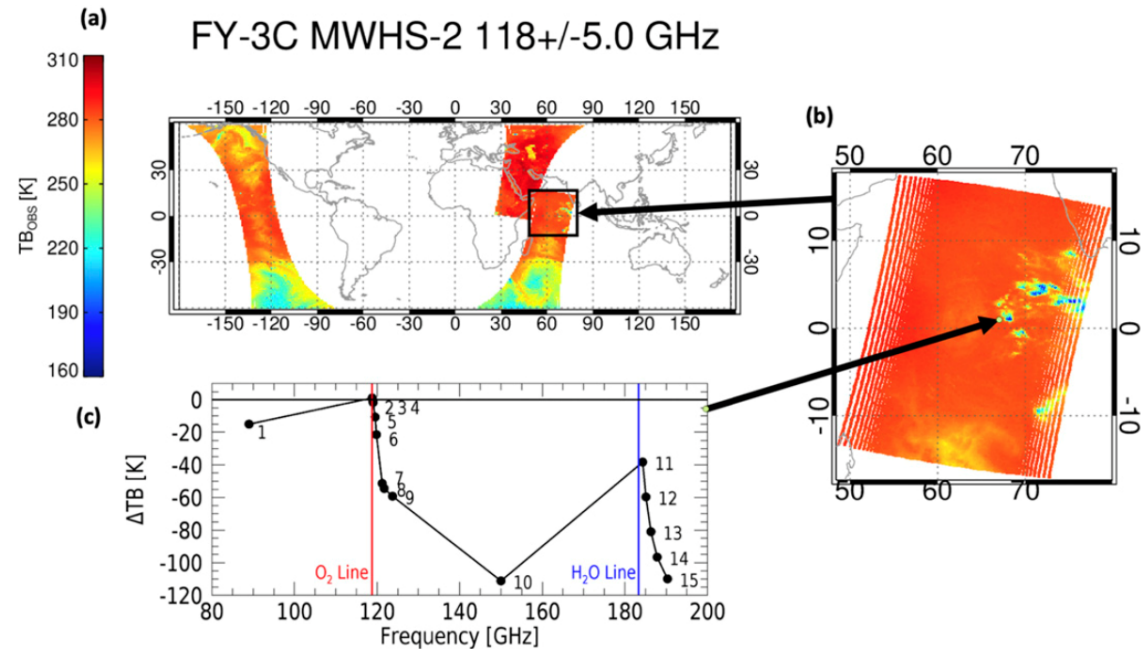 (a)
FY-3C MWHS-2 118+/-5.0 GHz
310
280
250
220
190
160
TB_OBS [K]
-150 -120 -90 -60 -30 0 30 60 90 120 150
30 30
0 0
-30 -30
-150 -120 -90 -60 -30 0 30 60 90 120 150
(b)
48 60 70
10 10
0 0
-10 -10
50 60 70
(c)
0
-20
-40
-60
-80
-100
-120
ΔTB [K]
1
2 3 4
5
6
7
8
9
10
11
12
13
14
15
O₂ Line
H₂O Line
80 100 120 140 160 180 200
Frequency [GHz]